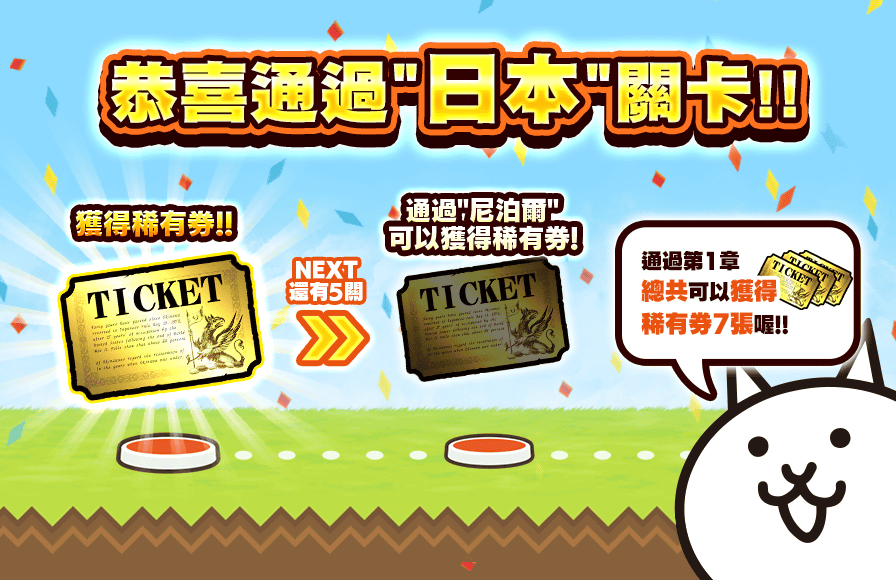 恭喜通過"日本"關卡!!
獲得稀有券!!
TICKET
NEXT
還有5關
通過"尼泊爾"
可以獲得稀有券!
TICKET
通過第1章
總共可以獲得
稀有券7張喔!!
TICKET